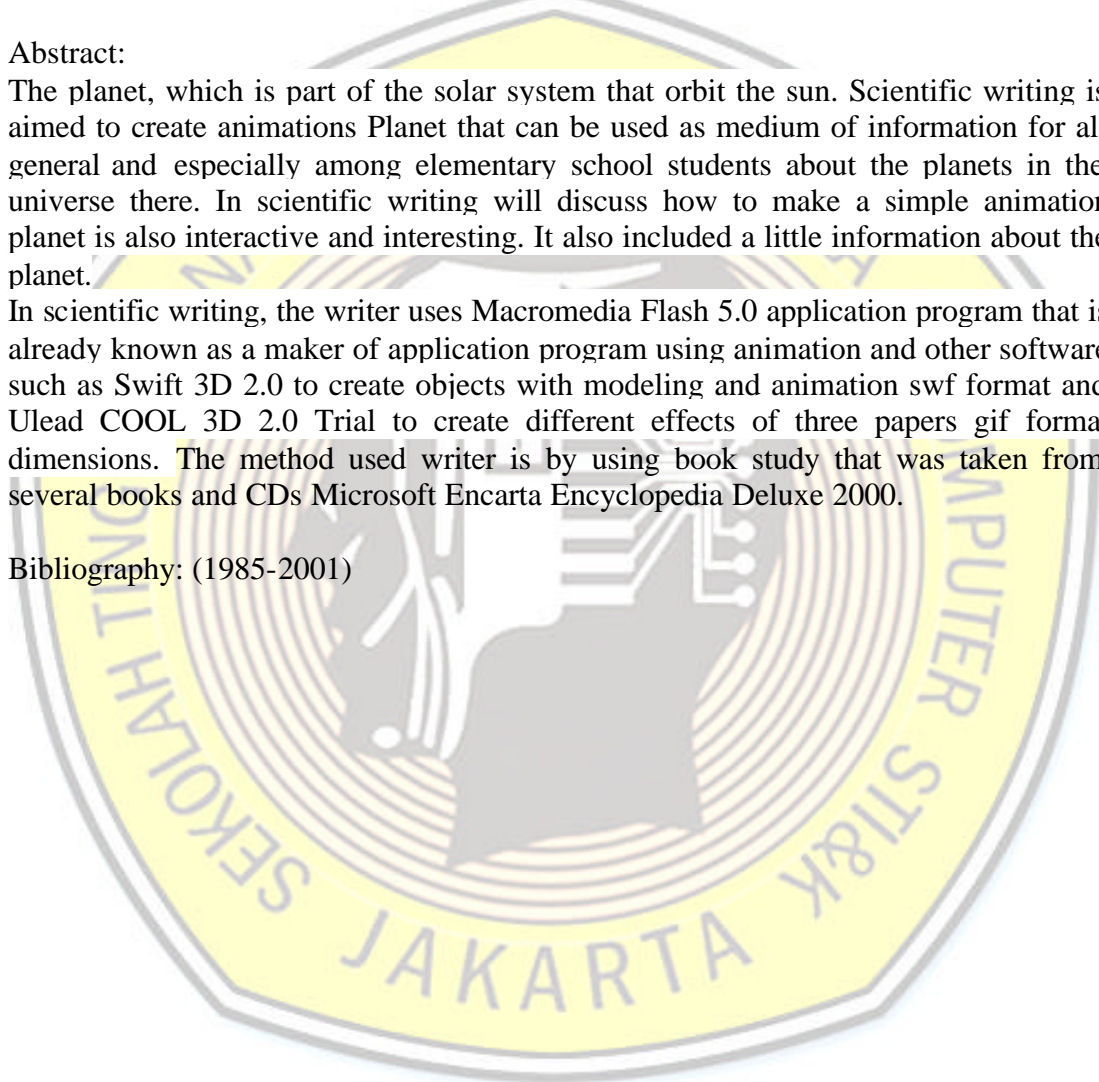 Abstract:
The planet, which is part of the solar system that orbit the sun. Scientific writing is
aimed to create animations Planet that can be used as medium of information for al
general and especially among elementary school students about the planets in the
universe there. In scientific writing will discuss how to make a simple animation
planet is also interactive and interesting. It also included a little information about the
planet.
In scientific writing, the writer uses Macromedia Flash 5.0 application program that is
already known as a maker of application program using animation and other software
such as Swift 3D 2.0 to create objects with modeling and animation swf format and
Ulead COOL 3D 2.0 Trial to create different effects of three papers gif forma
dimensions. The method used writer is by using book study that was taken from
several books and CDs Microsoft Encarta Encyclopedia Deluxe 2000.
Bibliography: (1985-2001)
SEKOLAH TING
OMPUTER STI&K
JAKARTA